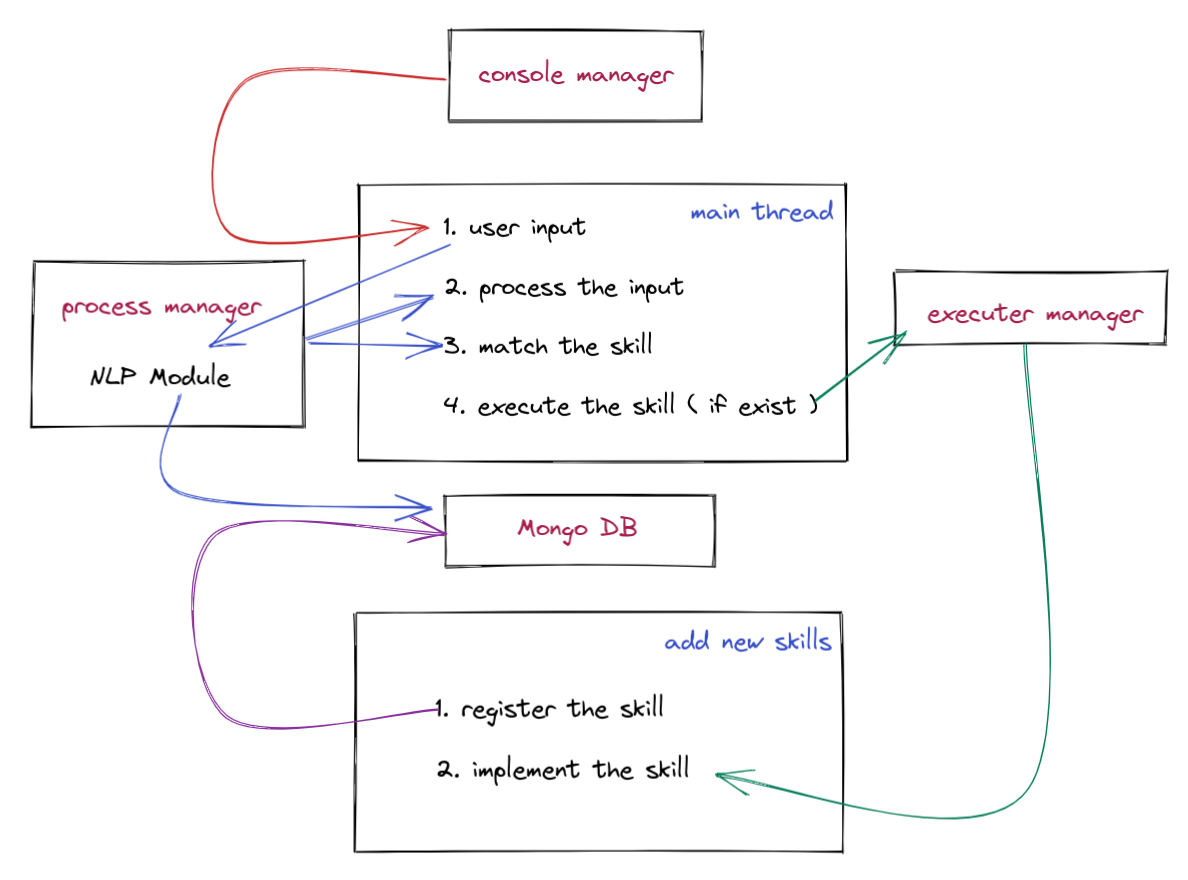 console manager
main thread
1. user input
2. process the input
3. match the skill
4. execute the skill ( if exist )
process manager
NLP Module
executer manager
Mongo DB
add new skills
1. register the skill
2. implement the skill